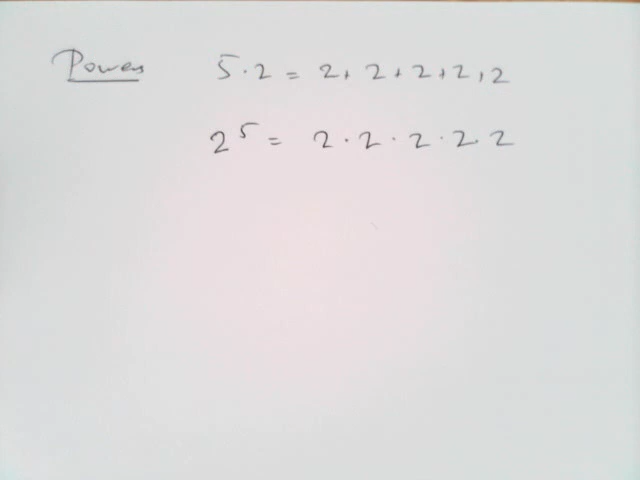 Powers 5 · 2 = 2 + 2 + 2 + 2 + 2
2⁵ = 2 · 2 · 2 · 2 · 2